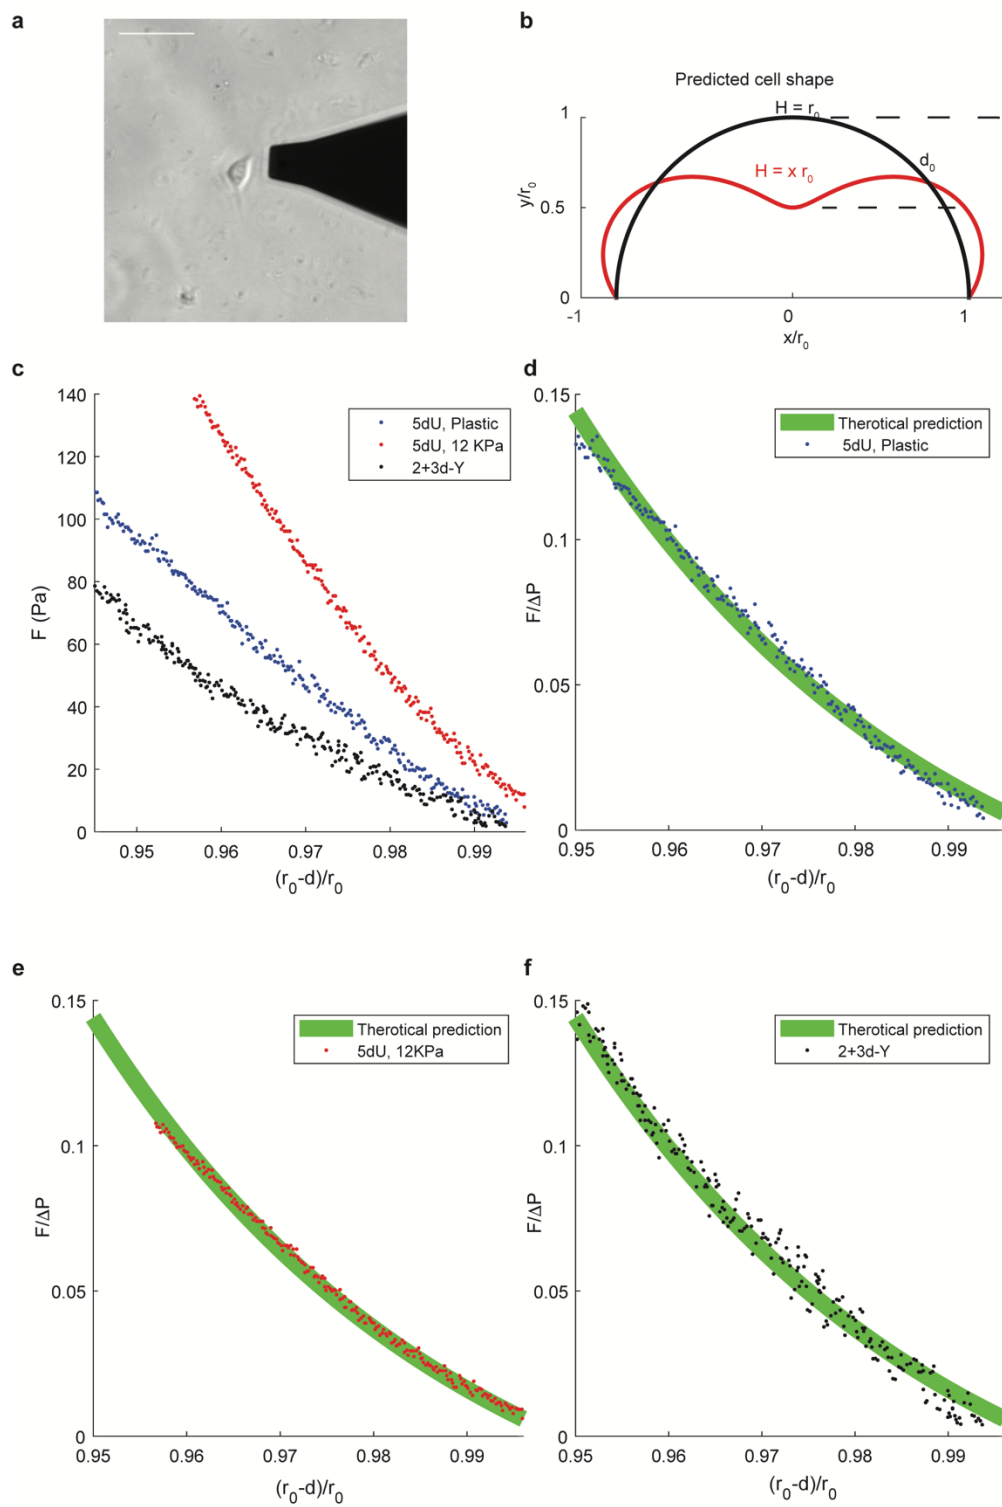 a
b
Predicted cell shape
H = r0
1
d0
H = x r0
y/r0
0.5
0
-1
0
1
x/r0
c
140
120
100
80
60
40
20
0
F (Pa)
5dU, Plastic
5dU, 12 KPa
2+3d-Y
0.95
0.96
0.97
0.98
0.99
(r0-d)/r0
d
0.15
0.1
0.05
0
F/ΔP
Therotical prediction
5dU, Plastic
0.95
0.96
0.97
0.98
0.99
(r0-d)/r0
e
0.15
0.1
0.05
0
F/ΔP
Therotical prediction
5dU, 12KPa
0.95
0.96
0.97
0.98
0.99
(r0-d)/r0
f
0.15
0.1
0.05
0
F/ΔP
Therotical prediction
2+3d-Y
0.95
0.96
0.97
0.98
0.99
(r0-d)/r0